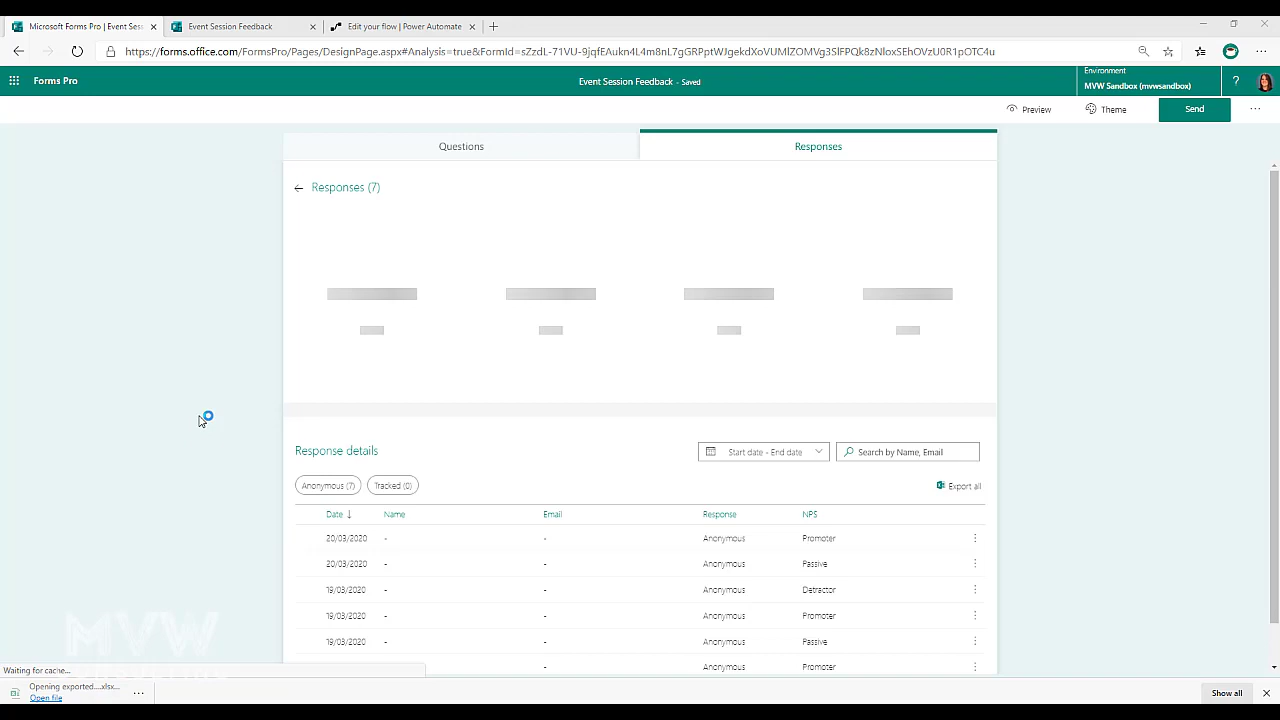 Microsoft Forms Pro | Event Sess
Event Session Feedback
Edit your flow | Power Automate
https://forms.office.com/FormsPro/Pages/DesignPage.aspx#Analysis=true&FormId=sZzdL-71VU-9jqfEAukn4L4m8nL7gGRPptWJgekdXoVUMlZOMVg3SlFPQk8zNloxSEhOVzU0R1pOTC4u
Forms Pro
Event Session Feedback - Saved
Environment
MVW Sandbox (mvwsandbox)
?
Preview
Theme
Send
Questions
Responses
Responses (7)
Response details
Start date - End date
Search by Name, Email
Anonymous (7)
Tracked (0)
Export all
Date ↓ Name Email Response NPS
20/03/2020 - - Anonymous Promoter
20/03/2020 - - Anonymous Passive
19/03/2020 - - Anonymous Detractor
19/03/2020 - - Anonymous Promoter
19/03/2020 - - Anonymous Passive
- Anonymous Promoter
MVW
Waiting for cache...
Opening exported....xlsx...
Open file
Show all